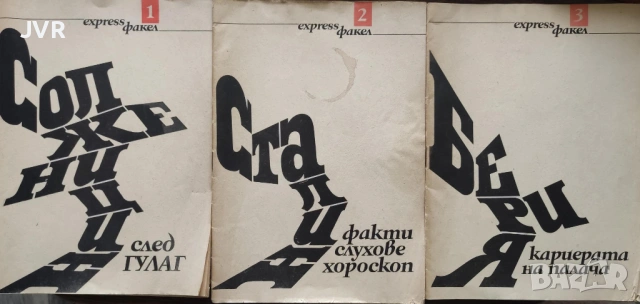 JVR
express 1
факел
Солженицин
след
ГУЛАГ
express 2
факел
Сталин
факти
слухове
хороскоп
express 3
факел
Берия
кариерата
на палача
bazar